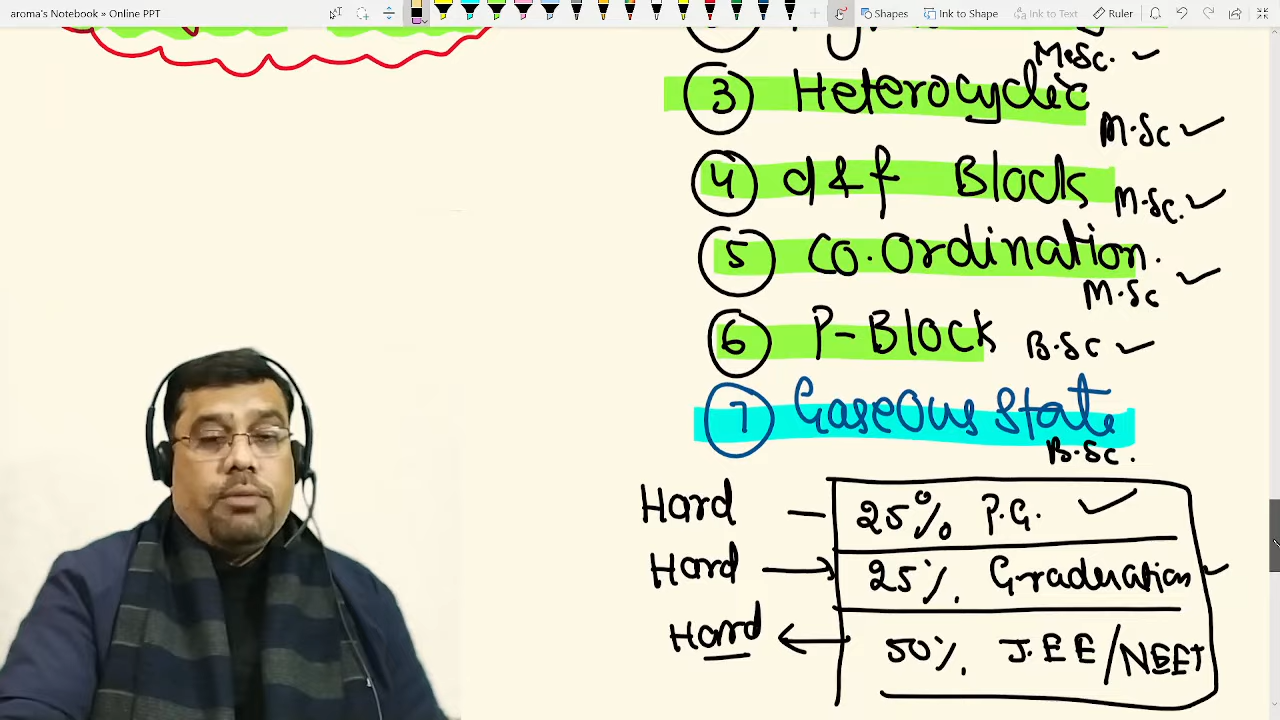 aroma's Notebook » Online PPT
Shapes
Ink to Shape
Ink to Text
Ruler
M.Sc.
3 Heterocyclic
M.Sc
4 d&f Block
M.Sc.
5 CO.Ordination.
M.Sc
6 P-Block B.Sc
7 Gaseous State
B.Sc.
Hard 25% P.G.
Hard 25%. Graduation
Hard 50%. J.E E/NEET